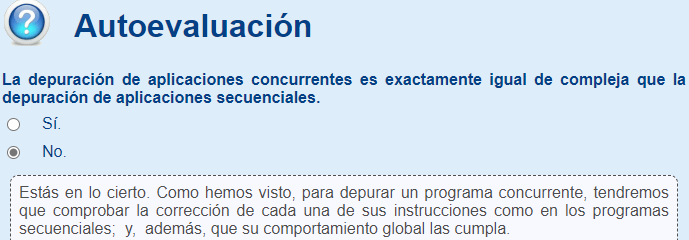 Autoevaluación
La depuración de aplicaciones concurrentes es exactamente igual de compleja que la
depuración de aplicaciones secuenciales.
Sí.
No.
Estás en lo cierto. Como hemos visto, para depurar un programa concurrente, tendremos
que comprobar la corrección de cada una de sus instrucciones como en los programas
secuenciales; y, además, que su comportamiento global las cumpla.